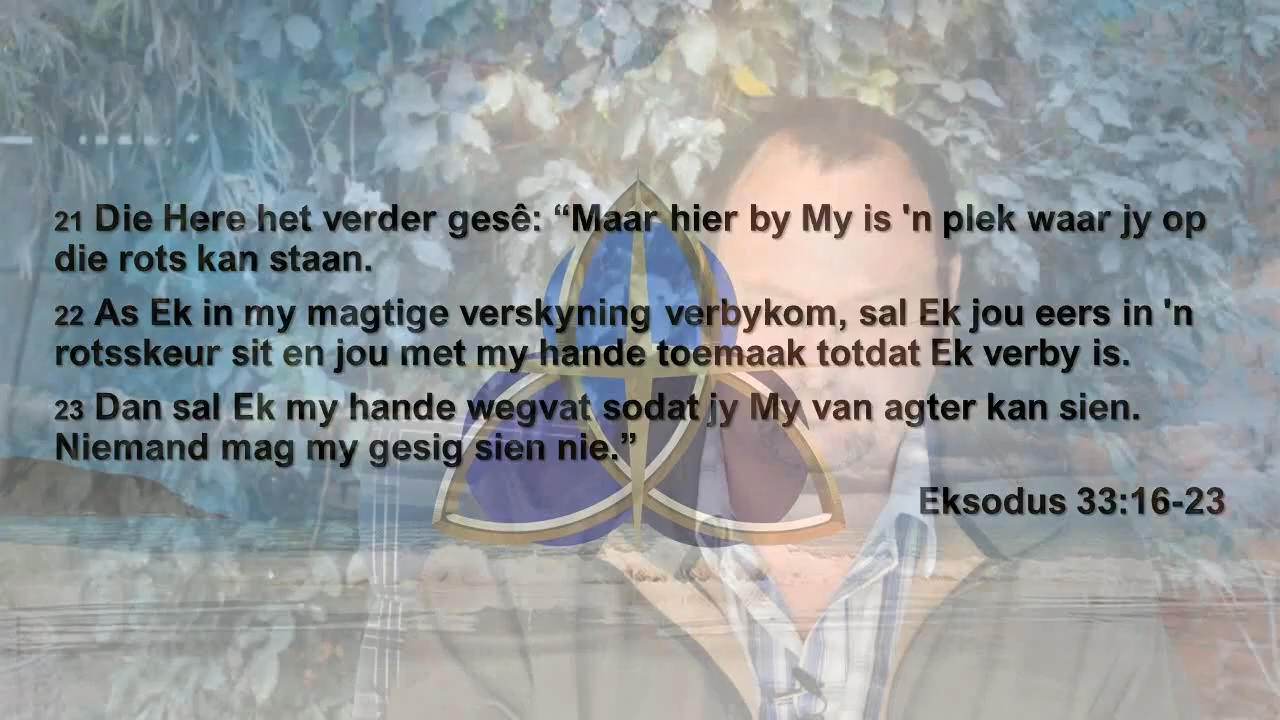 21 Die Here het verder gesê: “Maar hier by My is 'n plek waar jy op
die rots kan staan.
22 As Ek in my magtige verskyning verbykom, sal Ek jou eers in 'n
rotsskeur sit en jou met my hande toemaak totdat Ek verby is.
23 Dan sal Ek my hande wegvat sodat jy My van agter kan sien.
Niemand mag my gesig sien nie.”
Eksodus 33:16-23